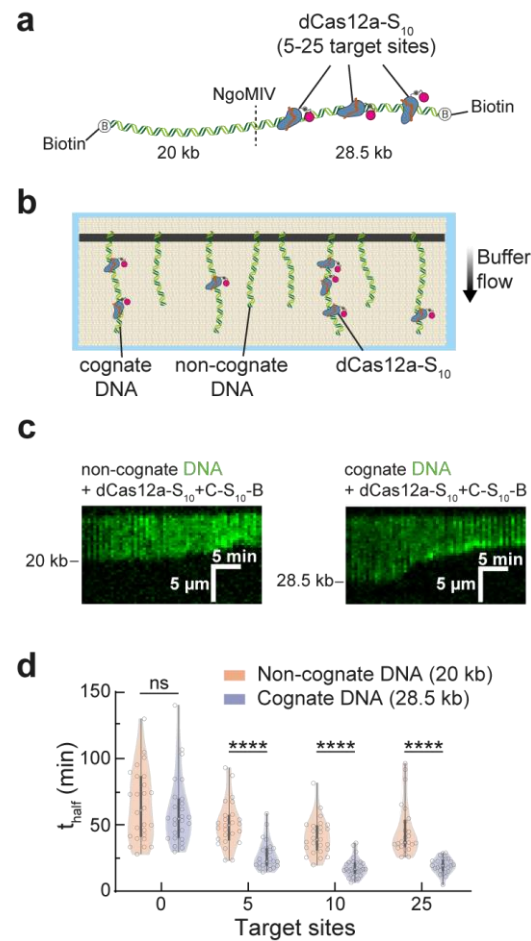 a
dCas12a-S10
(5-25 target sites)
NgoMIV
Biotin
B
B
Biotin
20 kb
28.5 kb
b
Buffer
flow
cognate
DNA
non-cognate
DNA
dCas12a-S10
c
non-cognate DNA
+ dCas12a-S10+C-S10-B
cognate DNA
+ dCas12a-S10+C-S10-B
20 kb
5 min
5 µm
28.5 kb
5 min
5 µm
d
Non-cognate DNA (20 kb)
Cognate DNA (28.5 kb)
ns
****
****
****
thalf (min)
150
100
50
0
0
5
10
25
Target sites